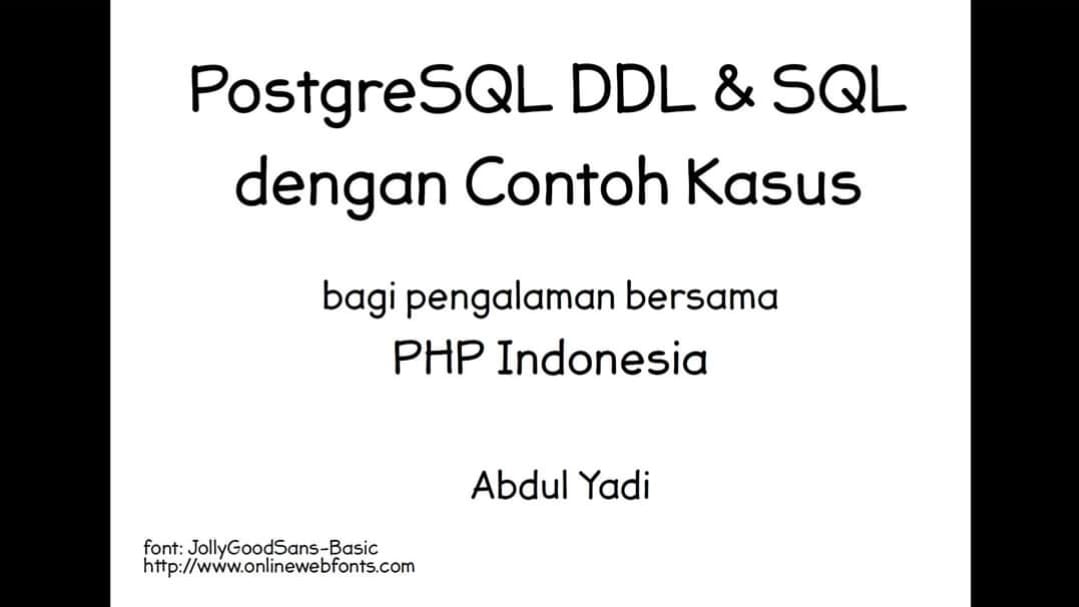 PostgreSQL DDL & SQL
dengan Contoh Kasus
bagi pengalaman bersama
PHP Indonesia
Abdul Yadi
font: JollyGoodSans-Basic
http://www.onlinewebfonts.com